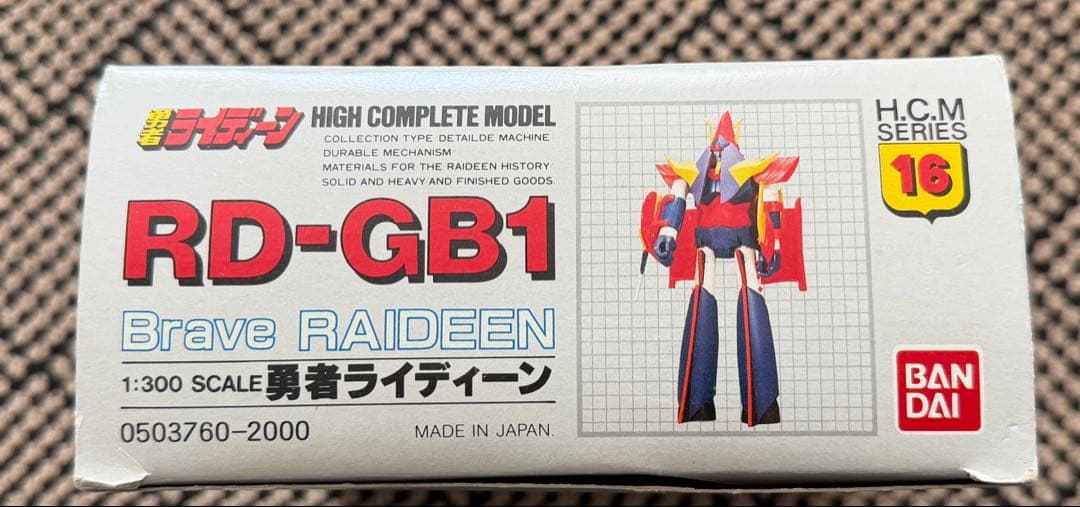 勇者ライディーン
HIGH COMPLETE MODEL
COLLECTION TYPE/DETAILDE MACHINE
DURABLE MECHANISM
MATERIALS FOR THE RAIDEEN HISTORY
SOLID AND HEAVY AND FINISHED GOODS.
RD-GB1
Brave RAIDEEN
1:300 SCALE 勇者ライディーン
0503760-2000
MADE IN JAPAN.
H.C.M
SERIES
16
BAN
DAI